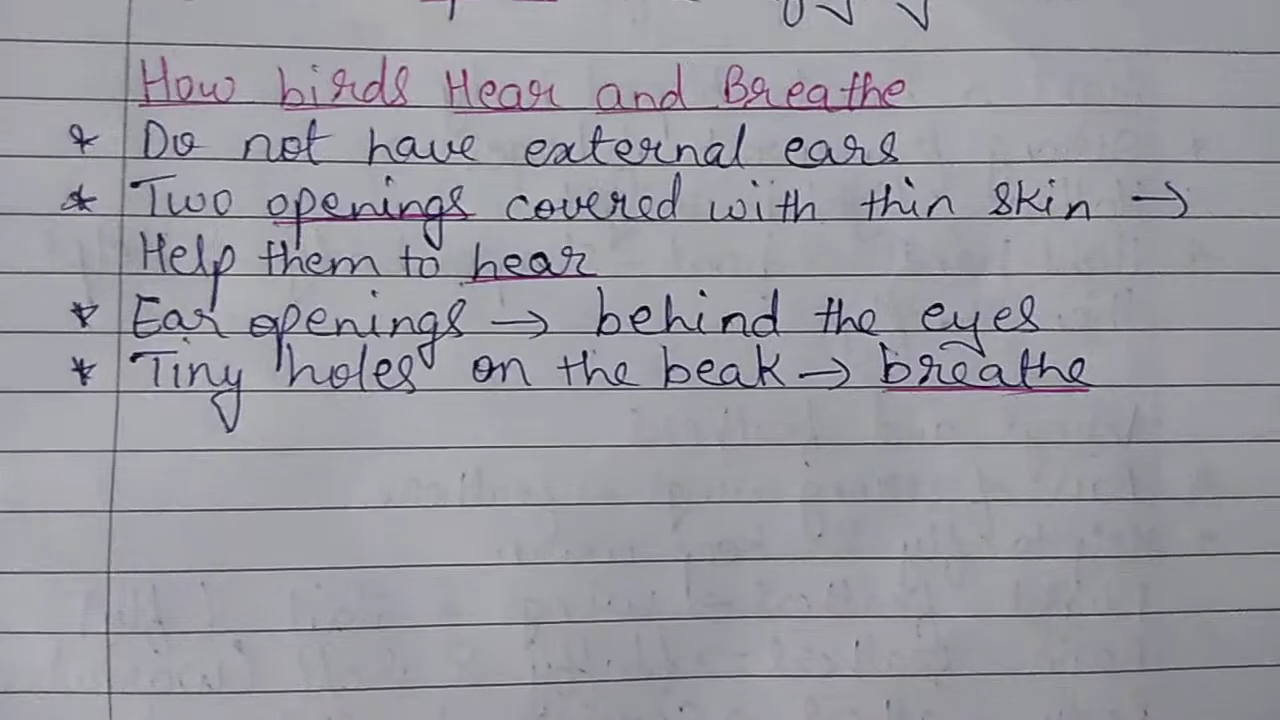 How birds Hear and Breathe
* Do not have external ears
* Two openings covered with thin skin →
Help them to hear
* Ear openings → behind the eyes
* Tiny holes on the beak → breathe